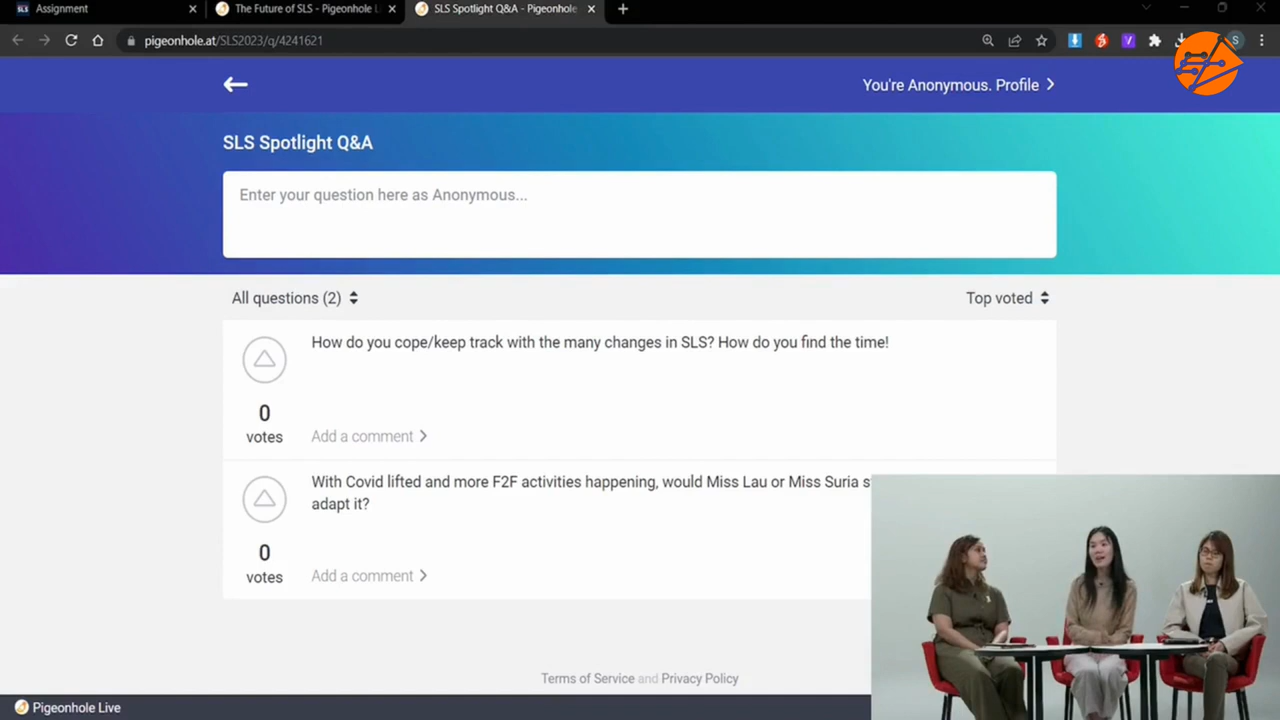 SLS
Assignment
The Future of SLS - Pigeonhole L
SLS Spotlight Q&A - Pigeonhole
pigeonhole.at/SLS2023/q/4241621
S
You're Anonymous. Profile
SLS Spotlight Q&A
Enter your question here as Anonymous...
All questions (2)
Top voted
How do you cope/keep track with the many changes in SLS? How do you find the time!
0
votes
Add a comment
With Covid lifted and more F2F activities happening, would Miss Lau or Miss Suria
adapt it?
0
votes
Add a comment
Terms of Service and Privacy Policy
Pigeonhole Live